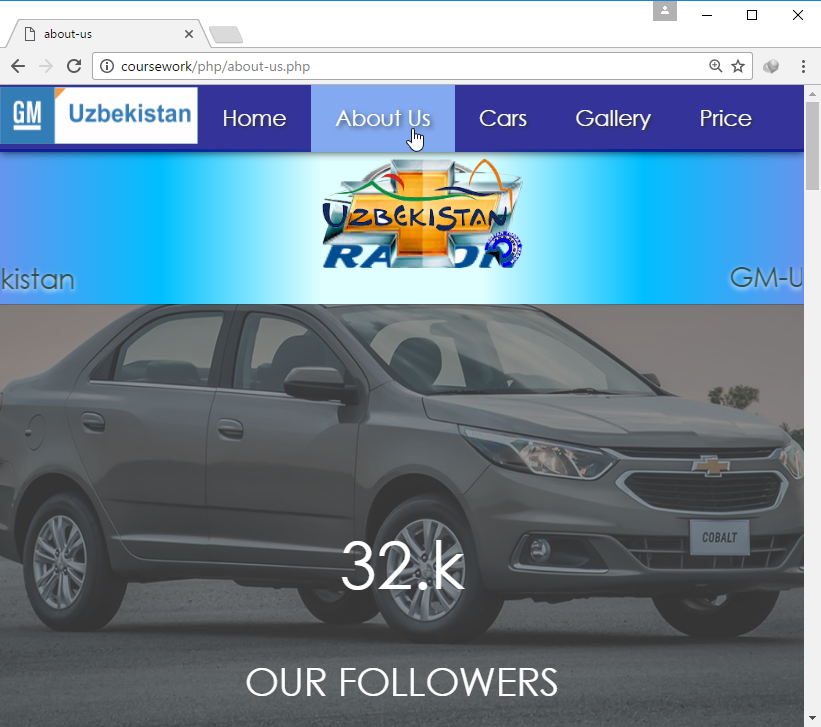 about-us
coursework/php/about-us.php
GM Uzbekistan Home About Us Cars Gallery Price
UZBEKISTAN
RAVON
kistan GM-U
COBALT
32.k
OUR FOLLOWERS